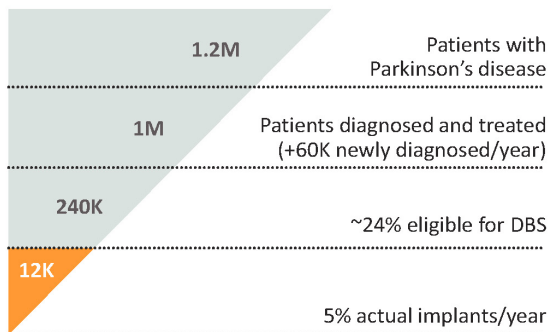 1.2M
Patients with
Parkinson's disease
1M
Patients diagnosed and treated
(+60K newly diagnosed/year)
240K
~24% eligible for DBS
12K
5% actual implants/year